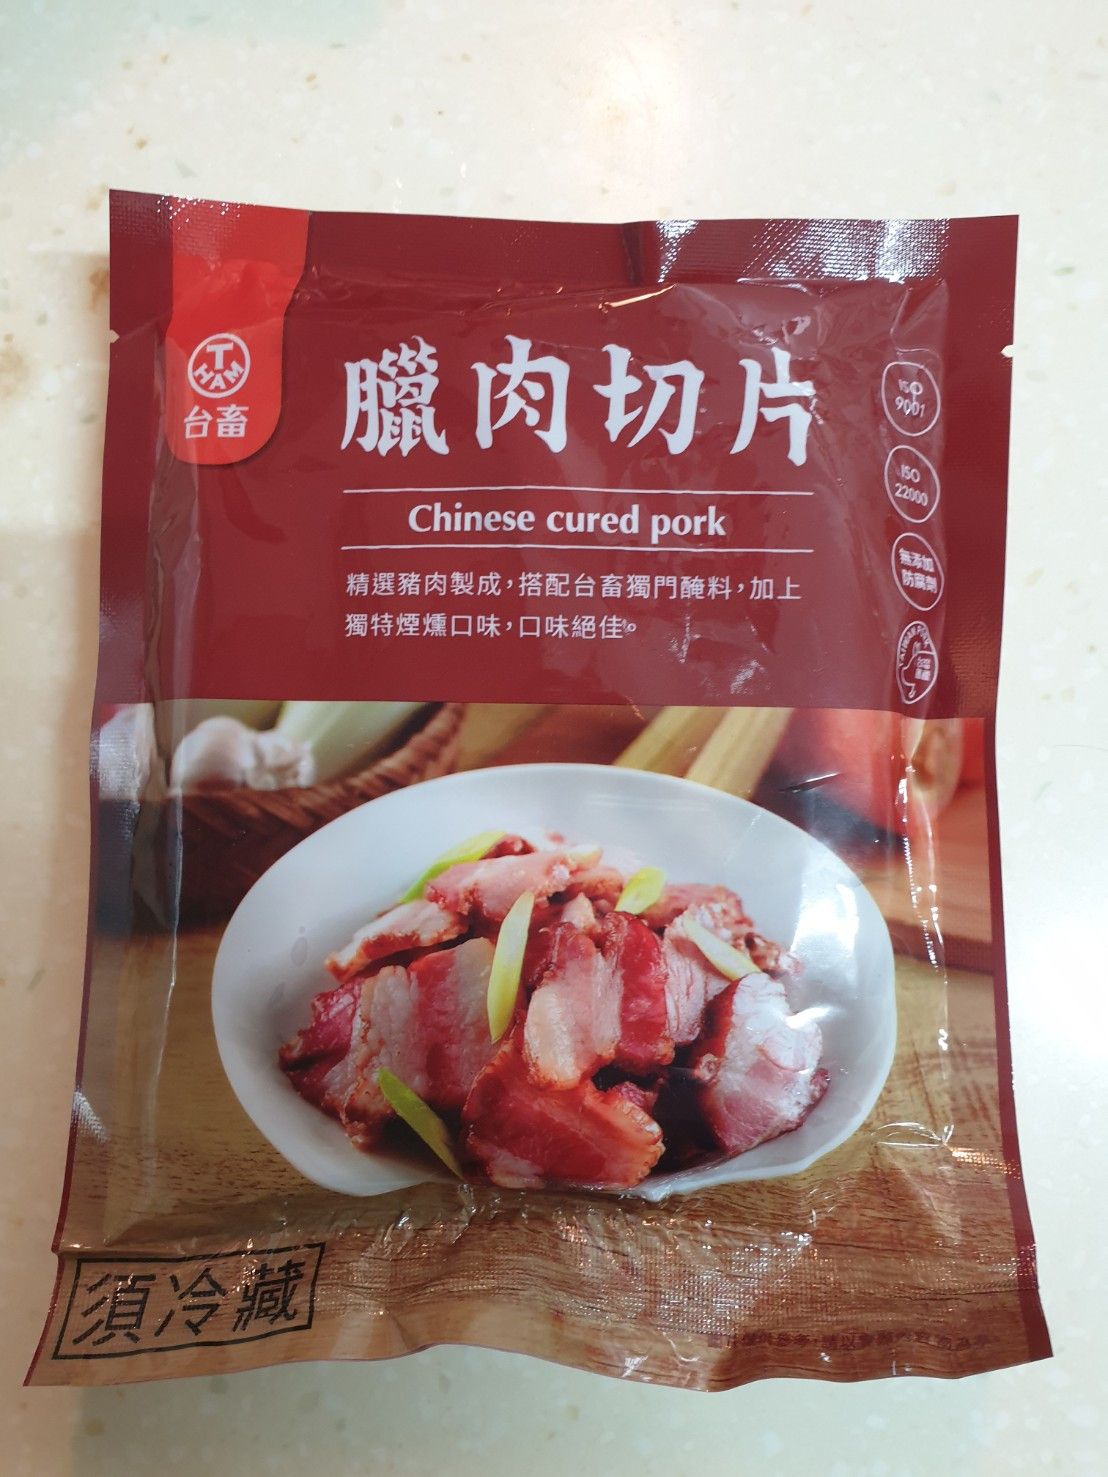 T
HAM
台畜
臘肉切片
Chinese cured pork
精選豬肉製成，搭配台畜獨門醃料，加上
獨特煙燻口味，口味絕佳。
ISO
9001
ISO
22000
無添加
防腐劑
TAIWAN PORK
須冷藏